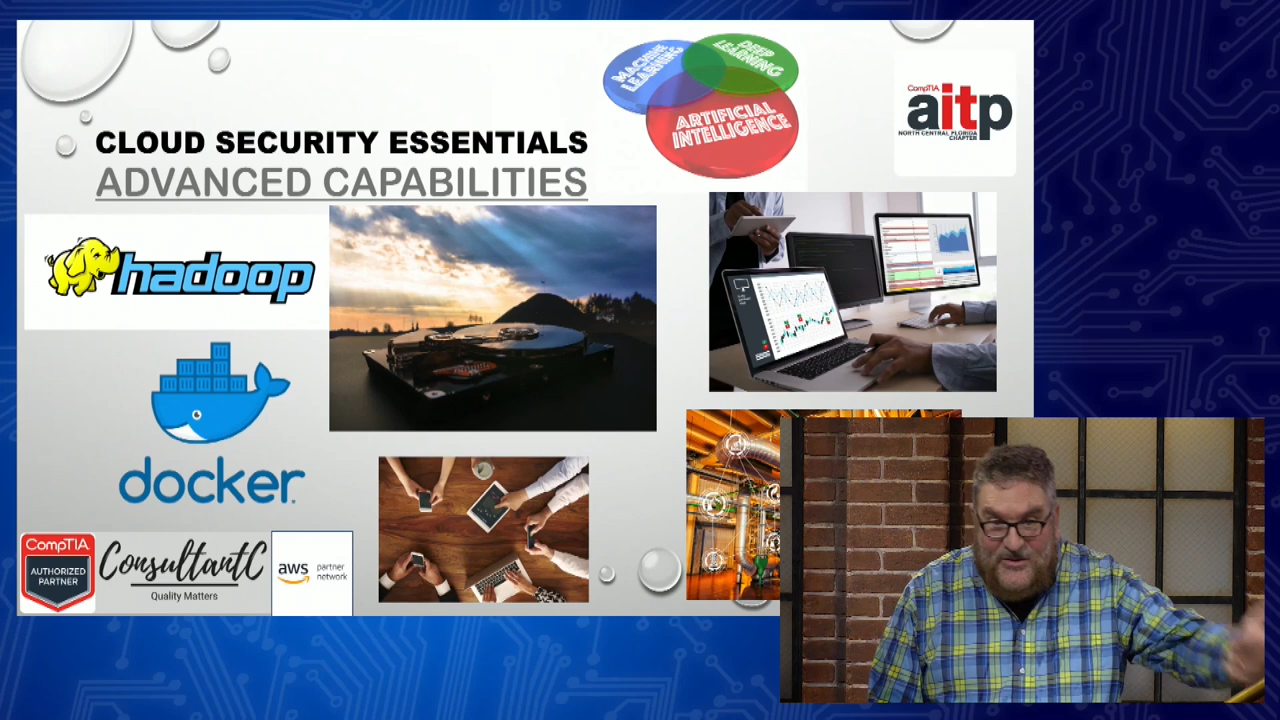 MACHINE
LEARNING
DEEP
LEARNING
ARTIFICIAL
INTELLIGENCE
CompTIA
aitp
NORTH CENTRAL FLORIDA
CHAPTER
CLOUD SECURITY ESSENTIALS
ADVANCED CAPABILITIES
hadoop
docker
CompTIA
AUTHORIZED
PARTNER
ConsultantC
Quality Matters
aws partner
network